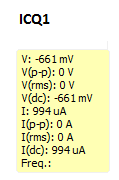 ICQ1
V: -661 mV
V(p-p): 0 V
V(rms): 0 V
V(dc): -661 mV
I: 994 uA
I(p-p): 0 A
I(rms): 0 A
I(dc): 994 uA
Freq.: